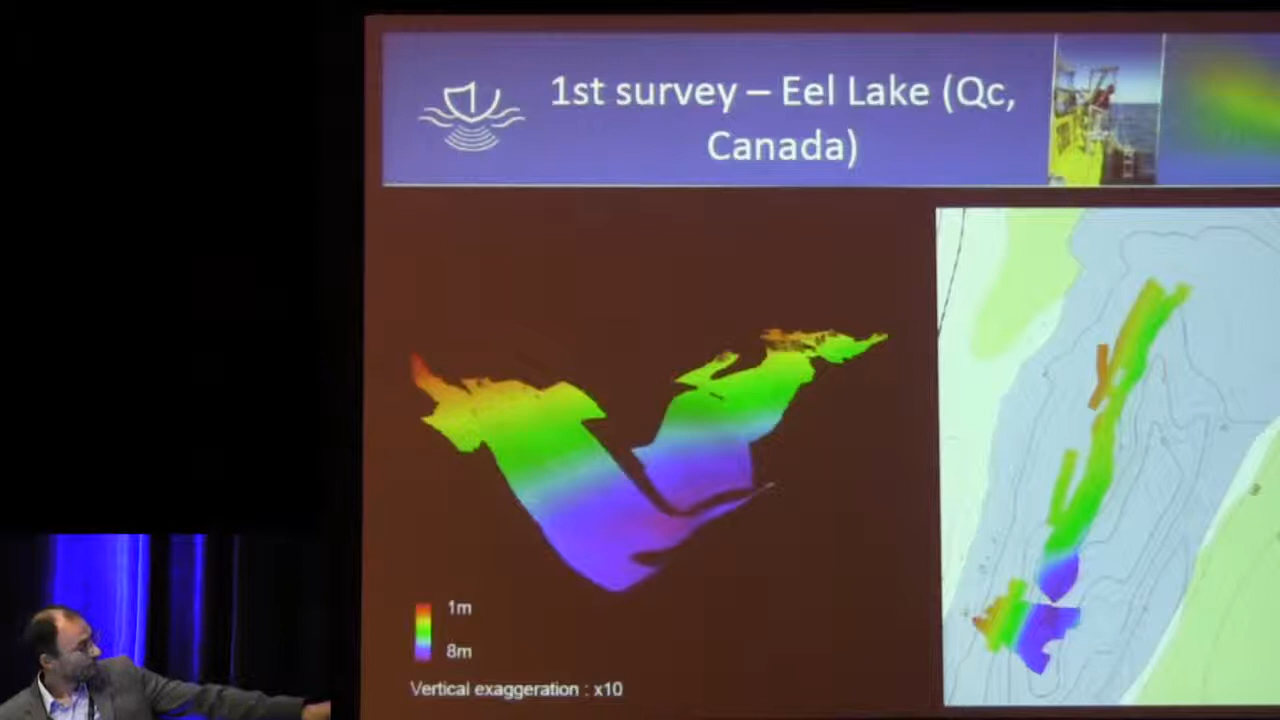 1st survey – Eel Lake (Qc,
Canada)
1m
8m
Vertical exaggeration : x10